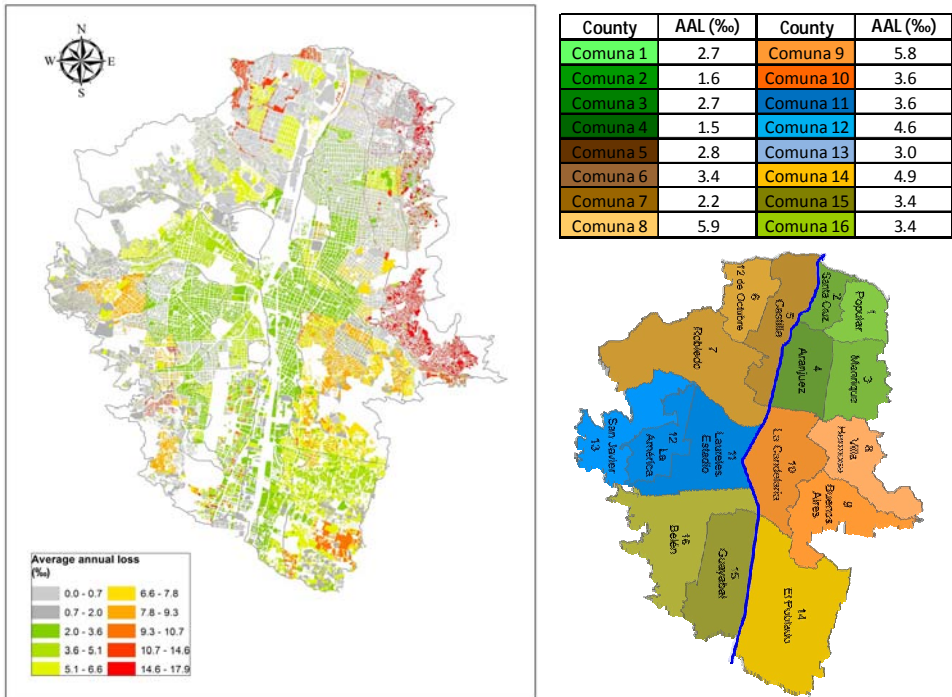 N
W E
S
Average annual loss
(‰)
0.0 - 0.7 6.6 - 7.8
0.7 - 2.0 7.8 - 9.3
2.0 - 3.6 9.3 - 10.7
3.6 - 5.1 10.7 - 14.6
5.1 - 6.6 14.6 - 17.9
County AAL (‰) County AAL (‰)
Comuna 1 2.7 Comuna 9 5.8
Comuna 2 1.6 Comuna 10 3.6
Comuna 3 2.7 Comuna 11 3.6
Comuna 4 1.5 Comuna 12 4.6
Comuna 5 2.8 Comuna 13 3.0
Comuna 6 3.4 Comuna 14 4.9
Comuna 7 2.2 Comuna 15 3.4
Comuna 8 5.9 Comuna 16 3.4
1
Popular
2
Santa Cruz
3
Manrique
4
Aranjuez
5
Castilla
6
12 de Octubre
7
Robledo
8
Villa
Hermosa
9
Buenos
Aires
10
La Candelaria
11
Laureles
Estadio
12
La
América
13
San Javier
14
El Poblado
15
Guayabal
16
Belén